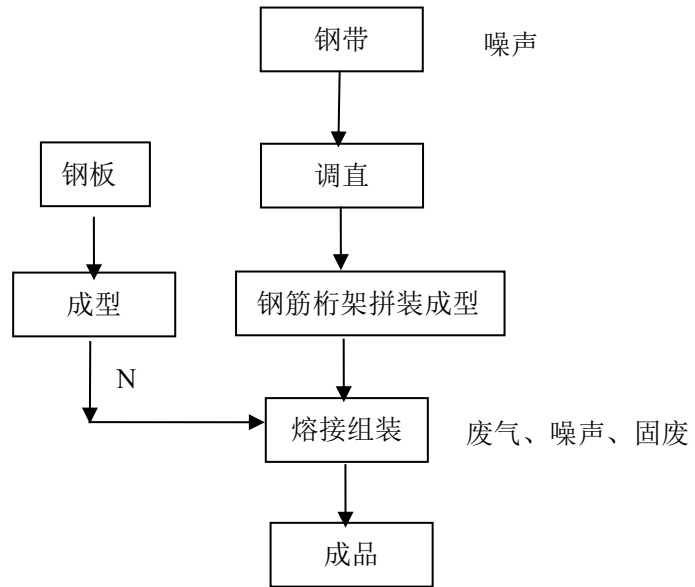 钢带
噪声
钢板
调直
成型
钢筋桁架拼装成型
N
熔接组装
废气、噪声、固废
成品